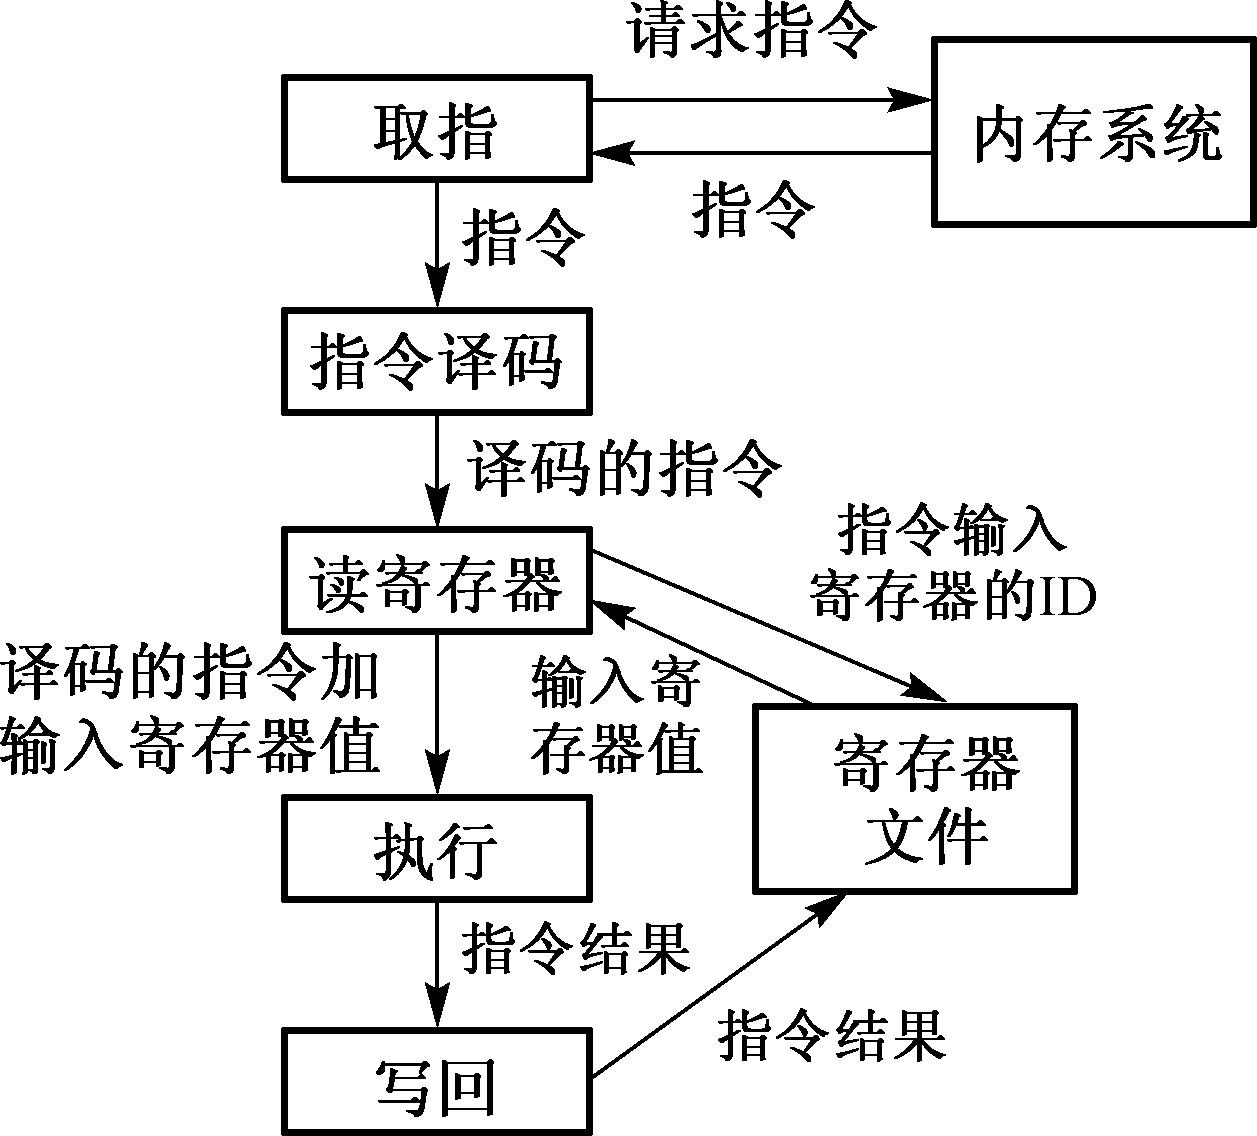 请求指令
取指
内存系统
指令
指令
指令译码
译码的指令
指令输入
寄存器的ID
读寄存器
译码的指令加
输入寄存器值
输入寄
存器值
寄存器
文件
执行
指令结果
指令结果
写回